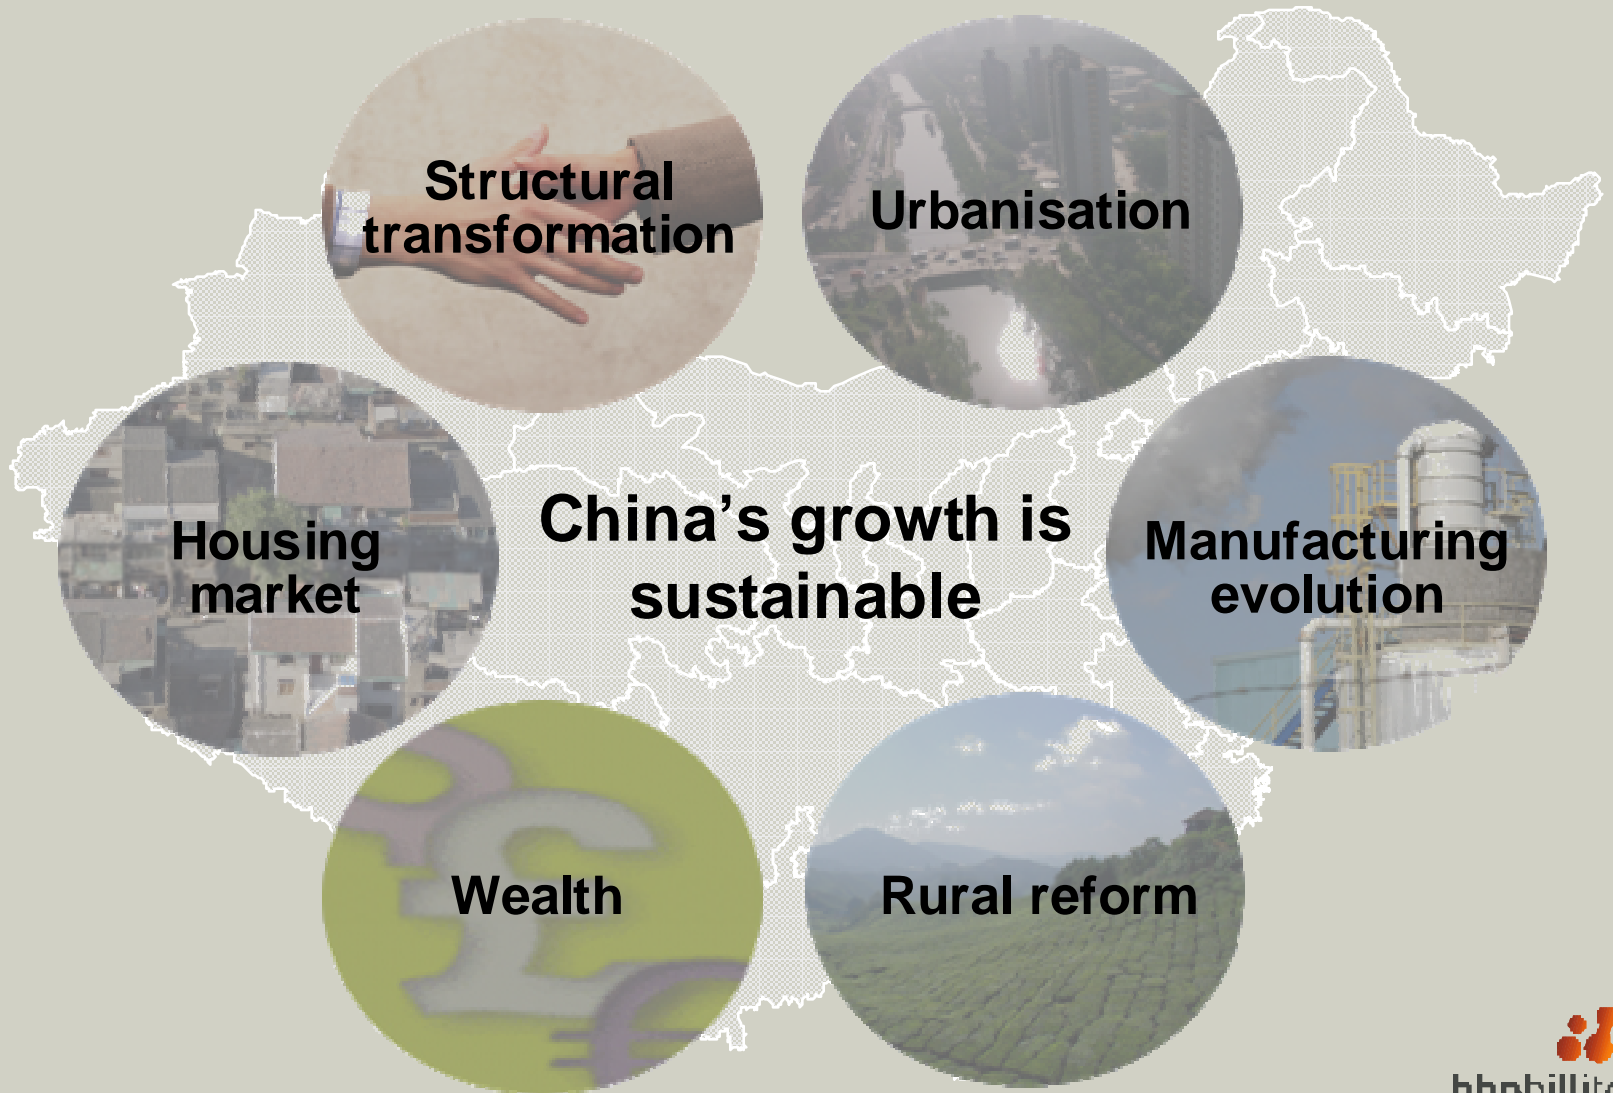 Structural
transformation
Urbanisation
Housing
market
China’s growth is
sustainable
Manufacturing
evolution
Wealth
Rural reform